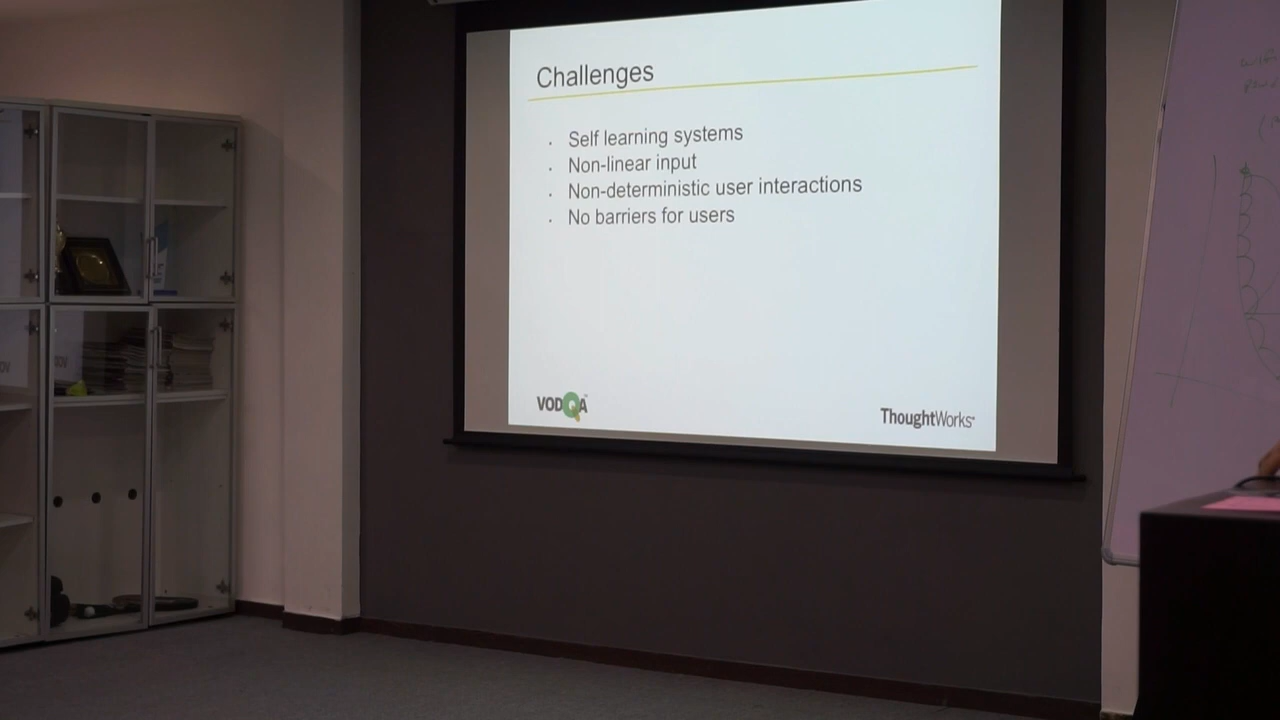 Challenges
· Self learning systems
· Non-linear input
· Non-deterministic user interactions
· No barriers for users
VODQA
ThoughtWorks